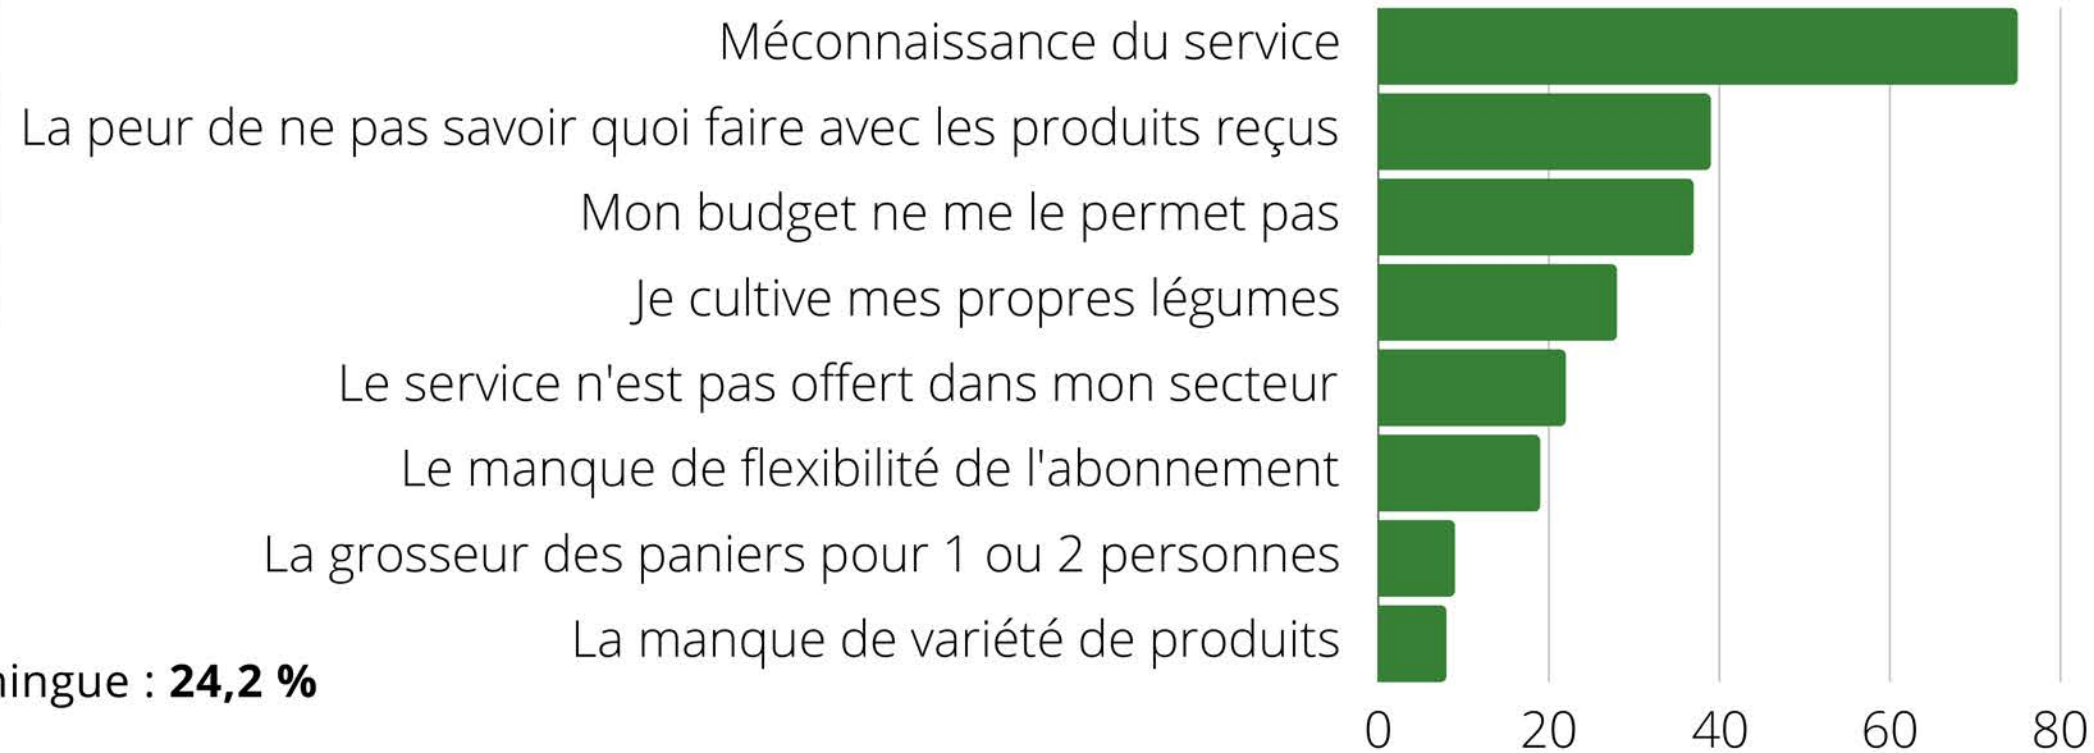 Méconnaissance du service
La peur de ne pas savoir quoi faire avec les produits reçus
Mon budget ne me le permet pas
Je cultive mes propres légumes
Le service n'est pas offert dans mon secteur
Le manque de flexibilité de l'abonnement
La grosseur des paniers pour 1 ou 2 personnes
La manque de variété de produits
ingue : 24,2 %
0 20 40 60 80